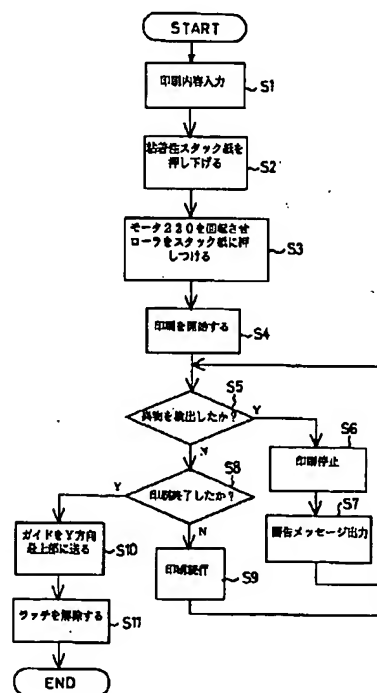 START
印刷内容入力
S1
粘着性スタック紙を
押し下げる
S2
モータ230を回転させ
ローラをスタック紙に押
しつける
S3
印刷を開始する
S4
異物を検出したか?
S5
Y
N
S6
印刷停止
S7
警告メッセージ出力
S8
印刷終了したか?
Y
N
S9
印刷続行
ガイドをY方向
最上部に送る
S10
ラッチを解除する
S11
END